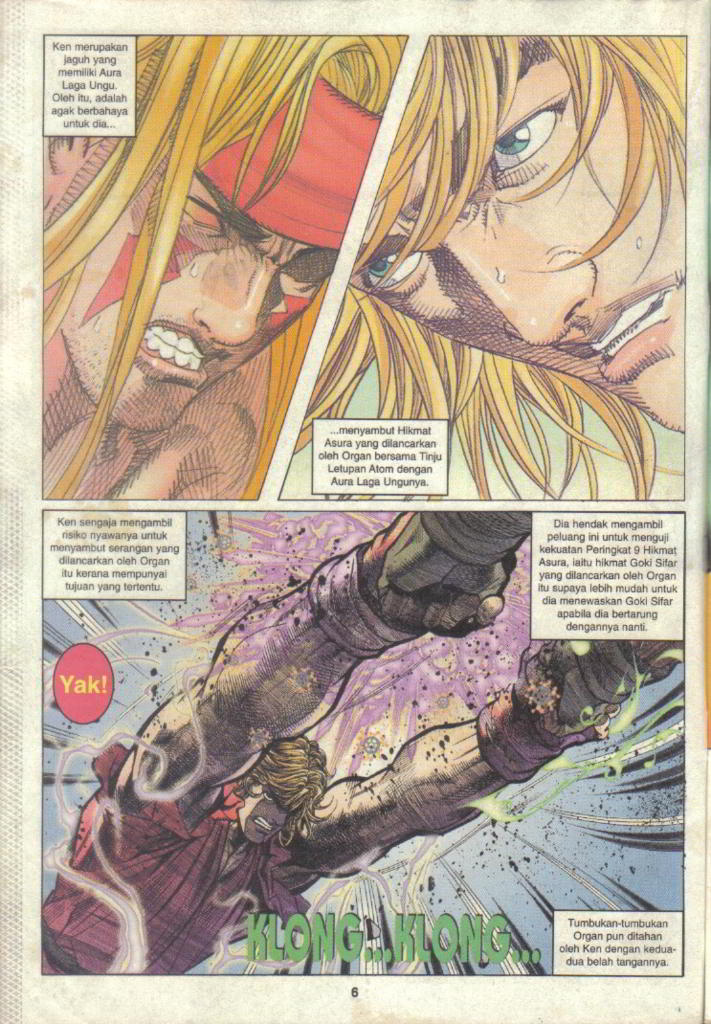 Ken merupakan
jaguh yang
memiliki Aura
Laga Ungu.
Oleh itu, adalah
agak berbahaya
untuk dia...
...menyambut Hikmat
Asura yang dilancarkan
oleh Organ bersama Tinju
Letupan Atom dengan
Aura Laga Ungunya.
Ken sengaja mengambil
risiko nyawanya untuk
menyambut serangan yang
dilancarkan oleh Organ
itu kerana mempunyai
tujuan yang tertentu.
Dia hendak mengambil
peluang ini untuk menguji
kekuatan Peringkat 9 Hikmat
Asura, iaitu hikmat Goki Sifar
yang dilancarkan oleh Organ
itu supaya lebih mudah untuk
dia menewaskan Goki Sifar
apabila dia bertarung
dengannya nanti.
Yak!
KLONG...KLONG...
Tumbukan-tumbukan
Organ pun ditahan
oleh Ken dengan kedua-
dua belah tangannya.
6